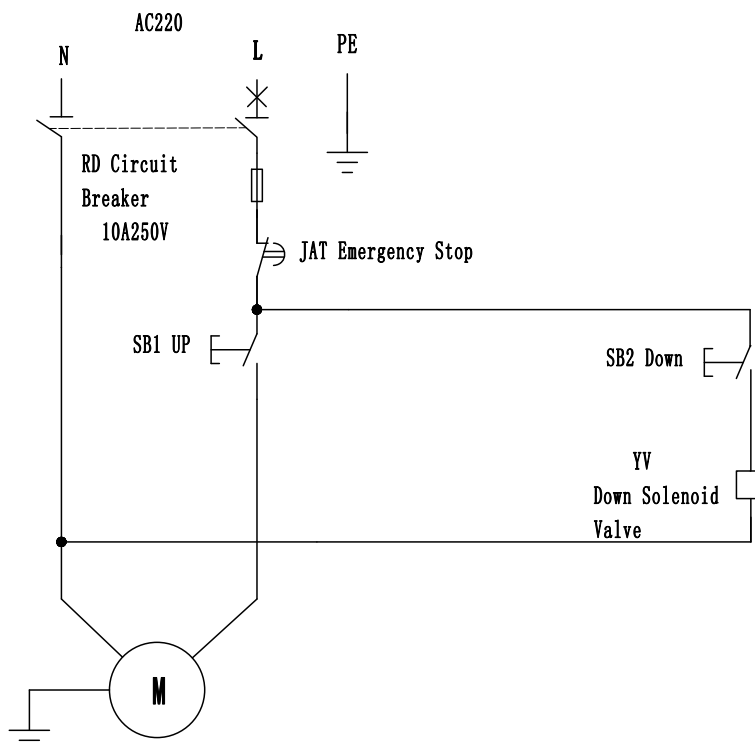 AC220
N
L
PE
RD Circuit
Breaker
10A250V
JAT Emergency Stop
SB1 UP
SB2 Down
YV
Down Solenoid
Valve
M